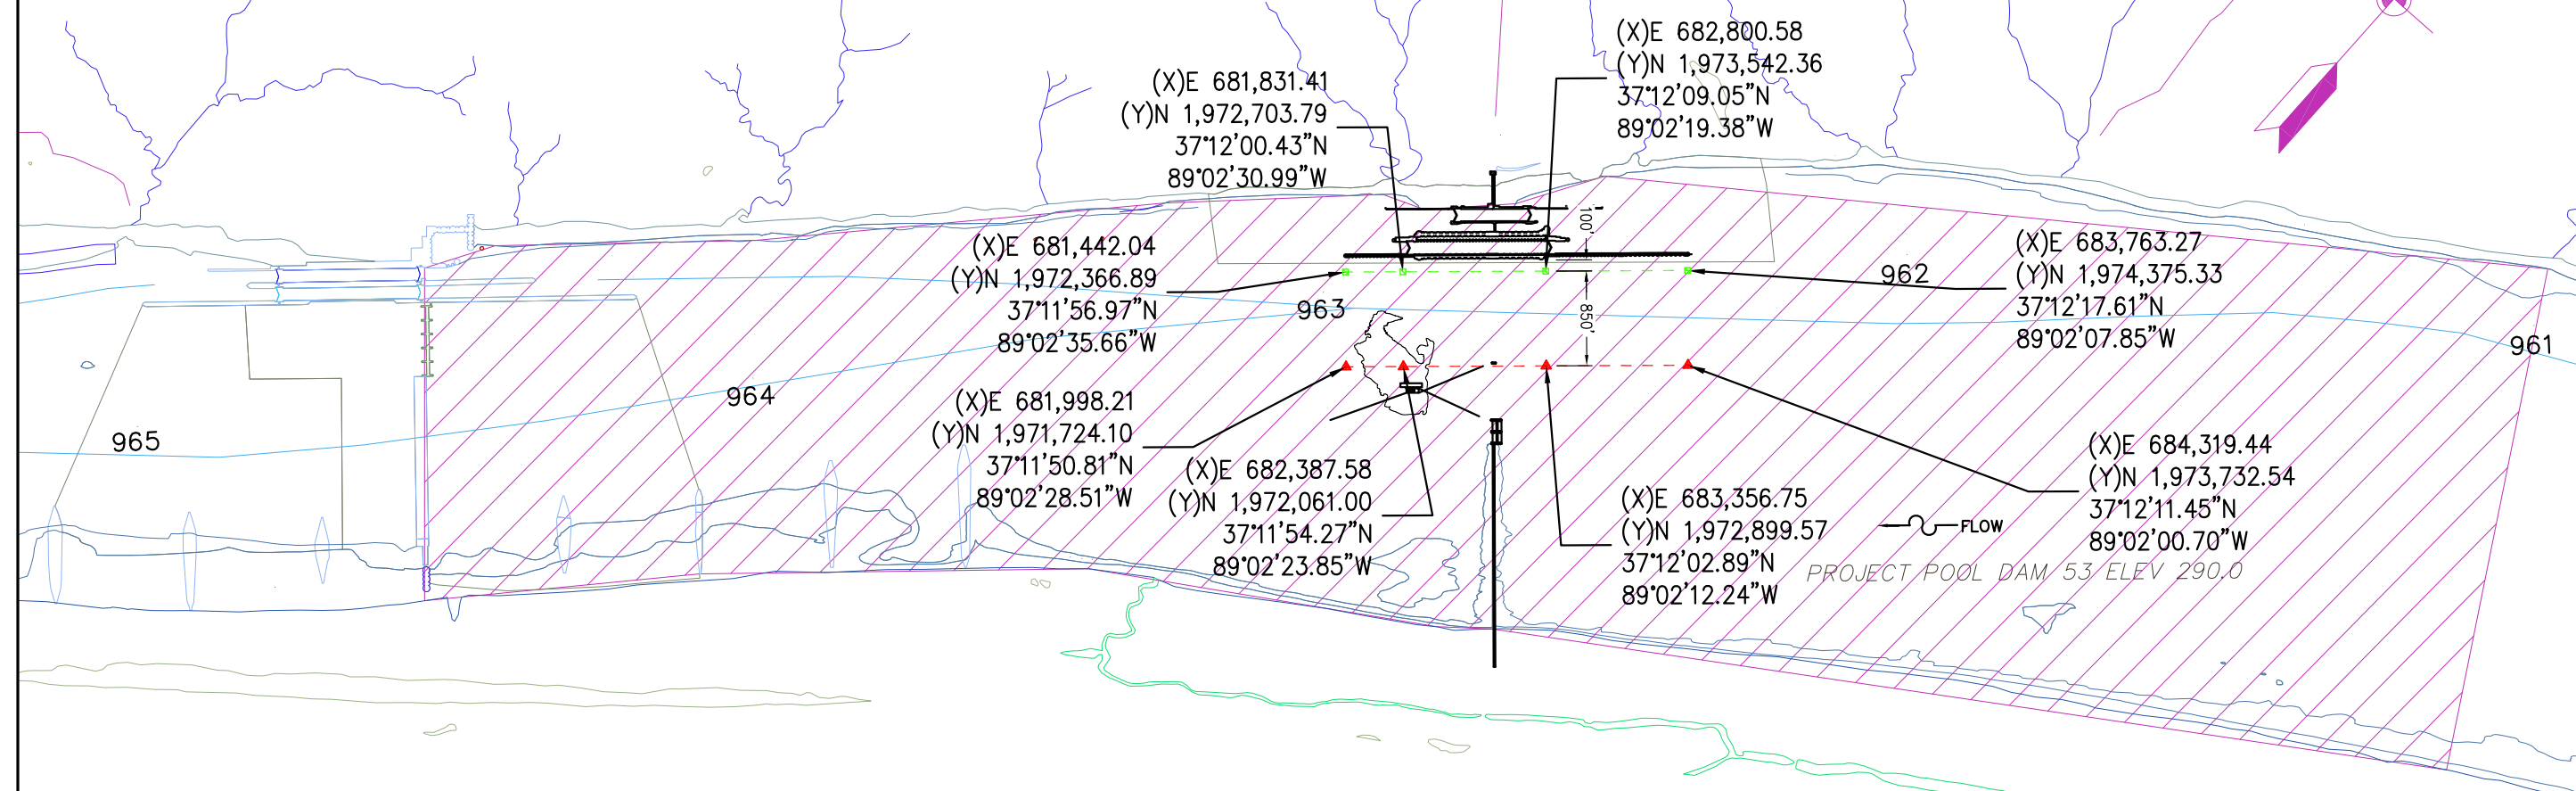 (X)E 682,800.58
(Y)N 1,973,542.36
37°12'09.05"N
89°02'19.38"W
(X)E 681,831.41
(Y)N 1,972,703.79
37°12'00.43"N
89°02'30.99"W
100'
(X)E 681,442.04
(Y)N 1,972,366.89
37°11'56.97"N
89°02'35.66"W
(X)E 683,763.27
(Y)N 1,974,375.33
37°12'17.61"N
89°02'07.85"W
962
963
850'
961
964
965
(X)E 681,998.21
(Y)N 1,971,724.10
37°11'50.81"N
89°02'28.51"W
(X)E 682,387.58
(Y)N 1,972,061.00
37°11'54.27"N
89°02'23.85"W
(X)E 683,356.75
(Y)N 1,972,899.57
37°12'02.89"N
89°02'12.24"W
(X)E 684,319.44
(Y)N 1,973,732.54
37°12'11.45"N
89°02'00.70"W
FLOW
PROJECT POOL DAM 53 ELEV 290.0